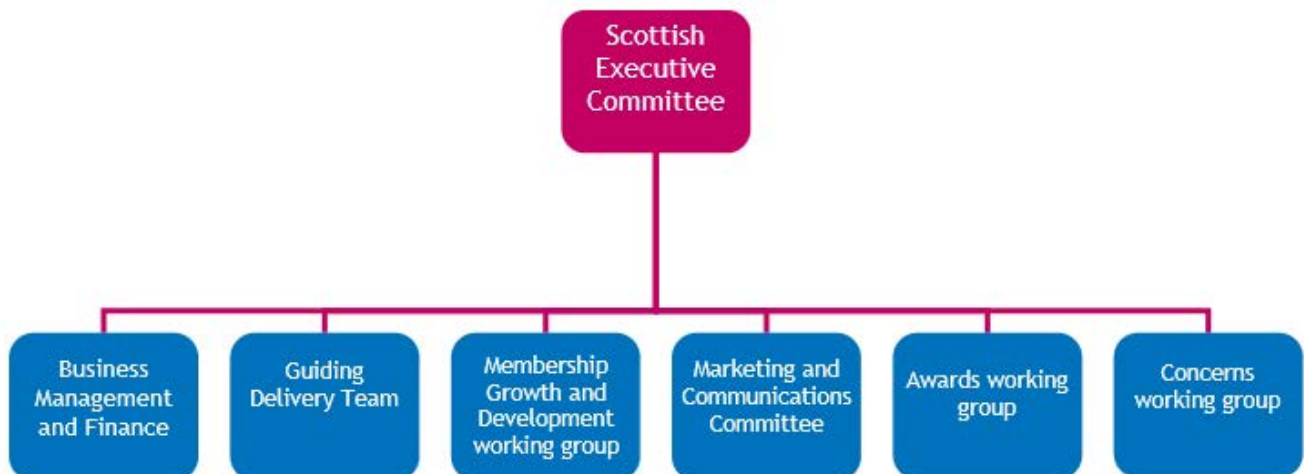 Scottish
Executive
Committee
Business
Management
and Finance
Guiding
Delivery Team
Membership
Growth and
Development
working group
Marketing and
Communications
Committee
Awards working
group
Concerns
working group